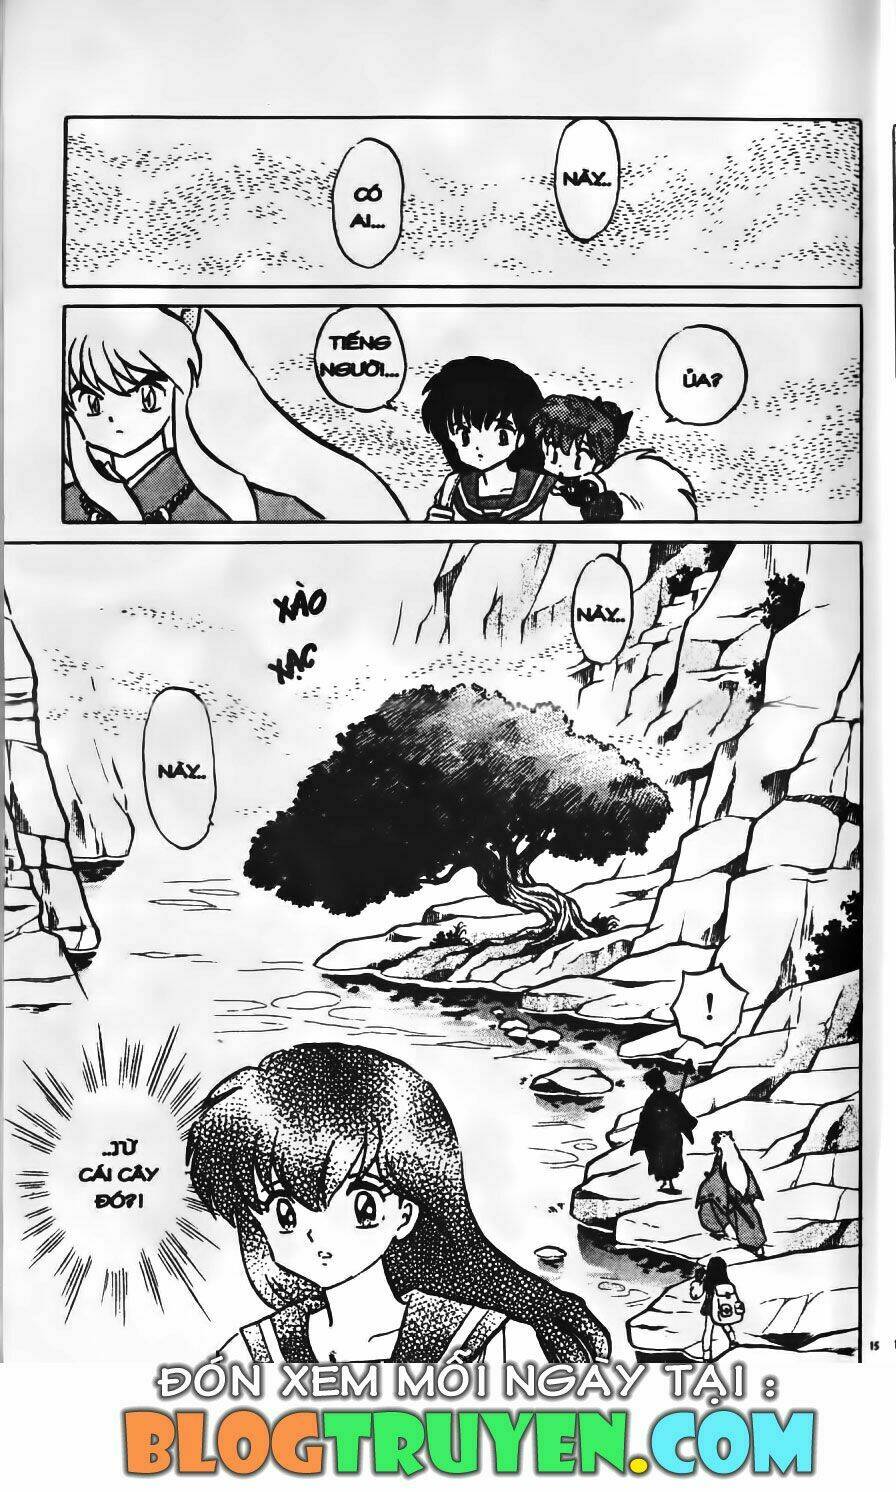 NÀY..
CÓ
AI...
ỦA?
TIẾNG
NGƯỜI...
NÀY..
XÀO
XẠC
NÀY..
!
..TỪ
CÁI CÂY
ĐÓ?!
15
ĐÓN XEM MỖI NGÀY TẠI :
BLOGTRUYEN.COM